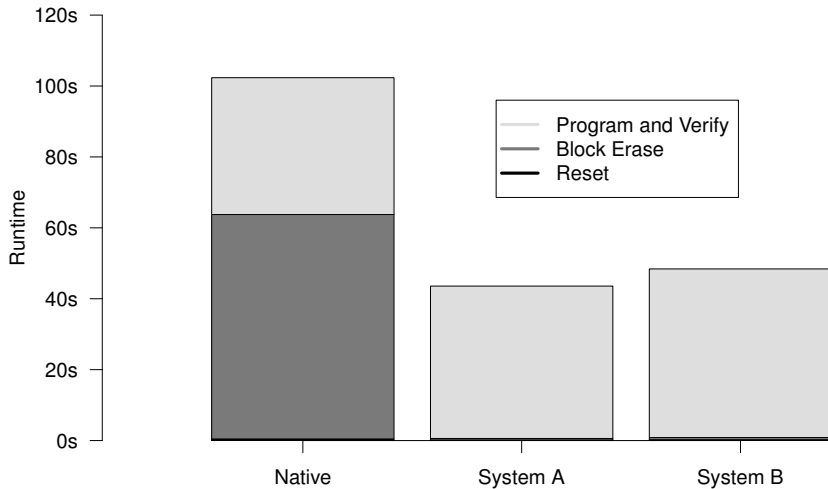 120s
100s
80s
60s
40s
20s
0s
Runtime
Program and Verify
Block Erase
Reset
Native
System A
System B